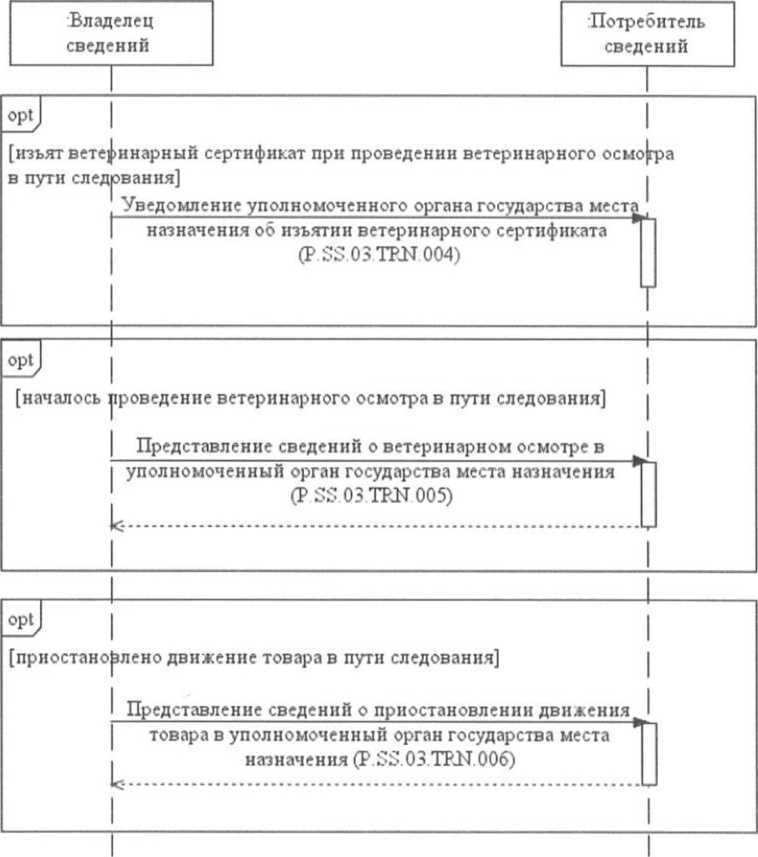 :Владелец
сведений
:Потребитель
сведений
opt
[изъят ветеринарный сертификат при проведении ветеринарного осмотра
в пути следования]
Уведомление уполномоченного органа государства места
назначения об изъятии ветеринарного сертификата
(P.SS.03.TRN.004)
opt
[началось проведение ветеринарного осмотра в пути следования]
Представление сведений о ветеринарном осмотре в
уполномоченный орган государства места назначения
(P.SS.03.TRN.005)
opt
[приостановлено движение товара в пути следования]
Представление сведений о приостановлении движения
товара в уполномоченный орган государства места
назначения (P.SS.03.TRN.006)